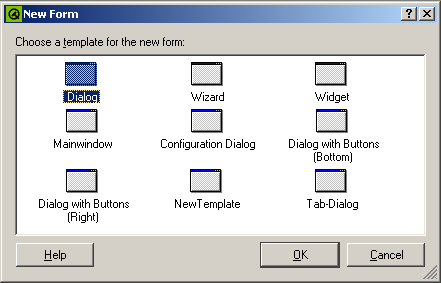 New Form
Choose a template for the new form:
Dialog
Wizard
Widget
Mainwindow
Configuration Dialog
Dialog with Buttons
(Bottom)
Dialog with Buttons
(Right)
NewTemplate
Tab-Dialog
Help
OK
Cancel